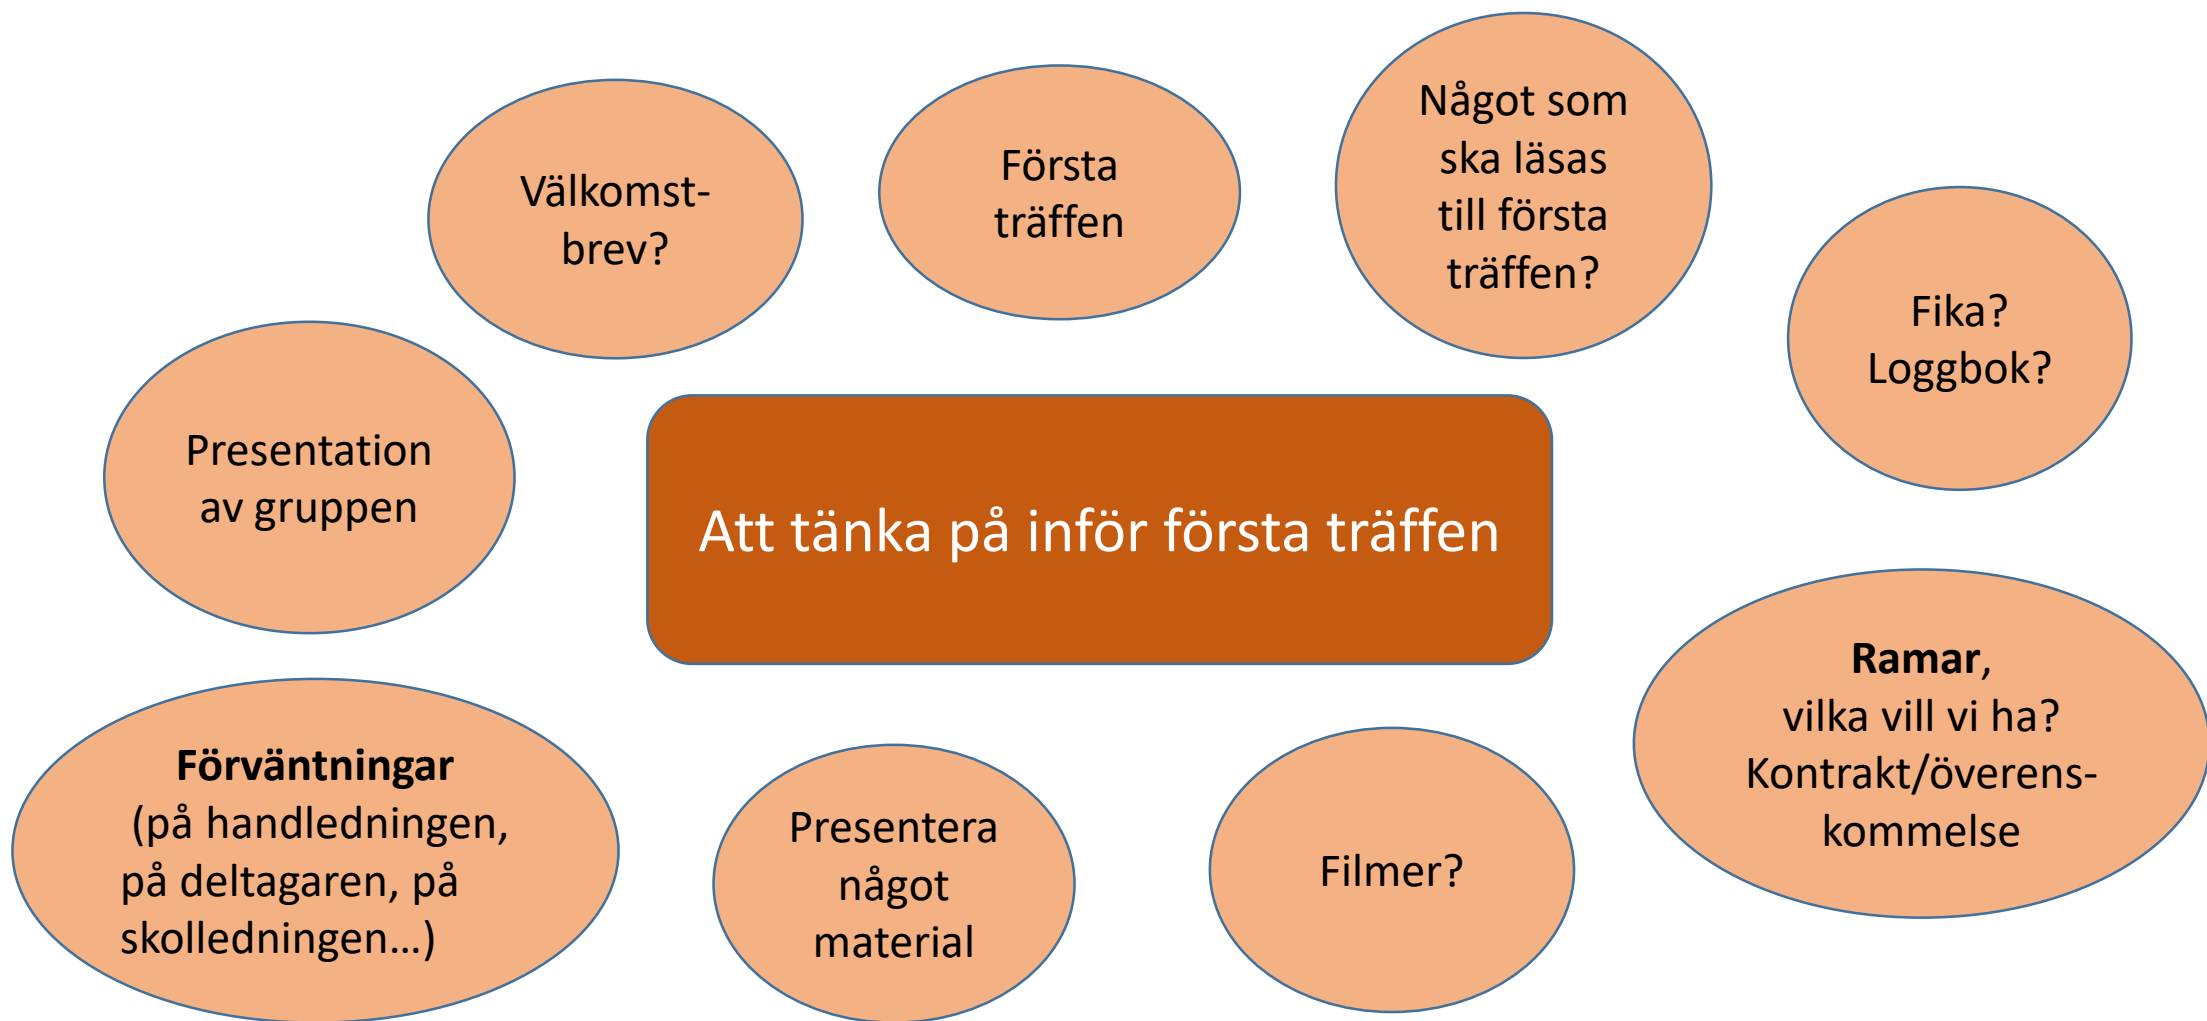 Välkomst-
brev?
Första
träffen
Något som
ska läsas
till första
träffen?
Fika?
Loggbok?
Presentation
av gruppen
Att tänka på inför första träffen
Ramar,
vilka vill vi ha?
Kontrakt/överens-
kommelse
Förväntningar
(på handledningen,
på deltagaren, på
skolledningen…)
Presentera
något
material
Filmer?